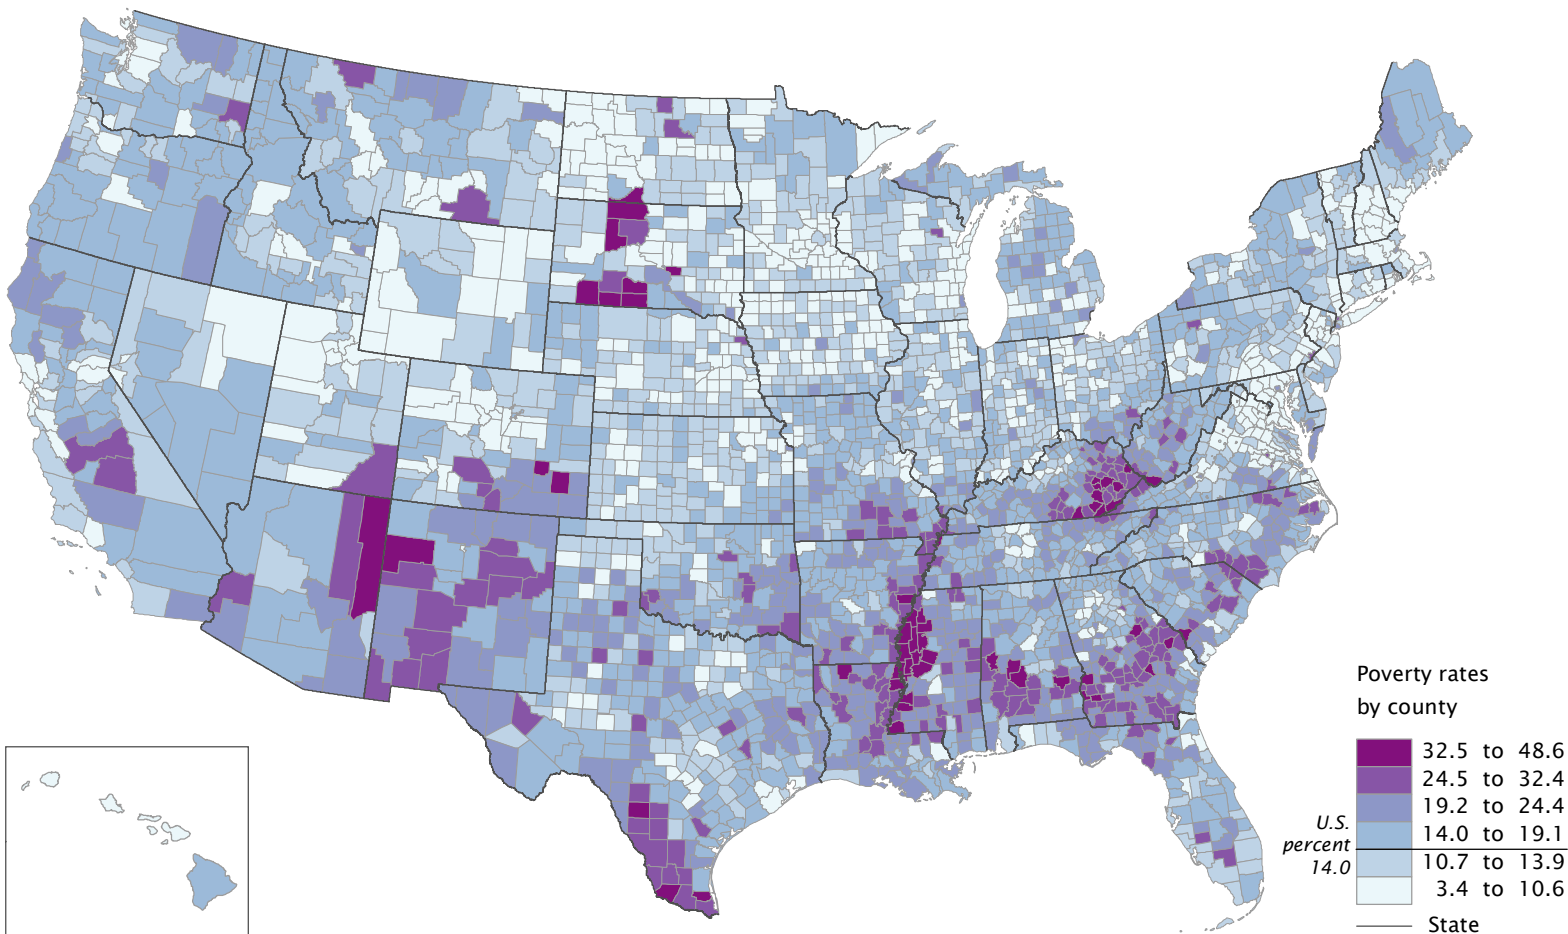 Poverty rates
by county
32.5 to 48.6
24.5 to 32.4
19.2 to 24.4
14.0 to 19.1
10.7 to 13.9
3.4 to 10.6
U.S.
percent
14.0
State